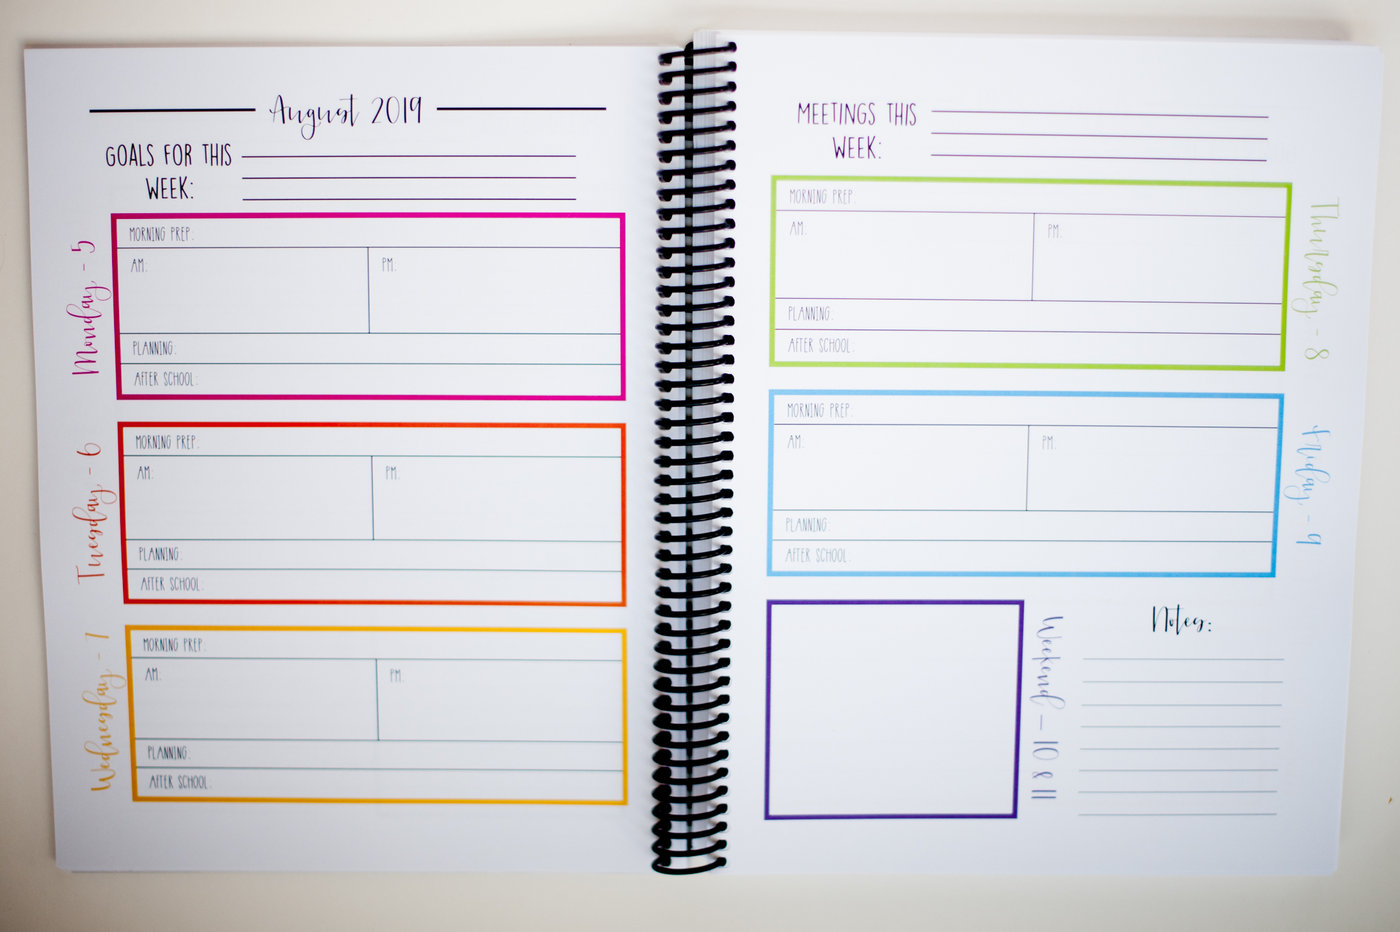 August 2019
GOALS FOR THIS
WEEK:
Monday - 5
MORNING PREP:
AM:
PM:
PLANNING:
AFTER SCHOOL:
Tuesday - 6
MORNING PREP:
AM:
PM:
PLANNING:
AFTER SCHOOL:
Wednesday - 7
MORNING PREP:
AM:
PM:
PLANNING:
AFTER SCHOOL:
MEETINGS THIS
WEEK:
Thursday - 8
MORNING PREP:
AM:
PM:
PLANNING:
AFTER SCHOOL:
Friday - 9
MORNING PREP:
AM:
PM:
PLANNING:
AFTER SCHOOL:
Weekend - 10 & 11
Notes: